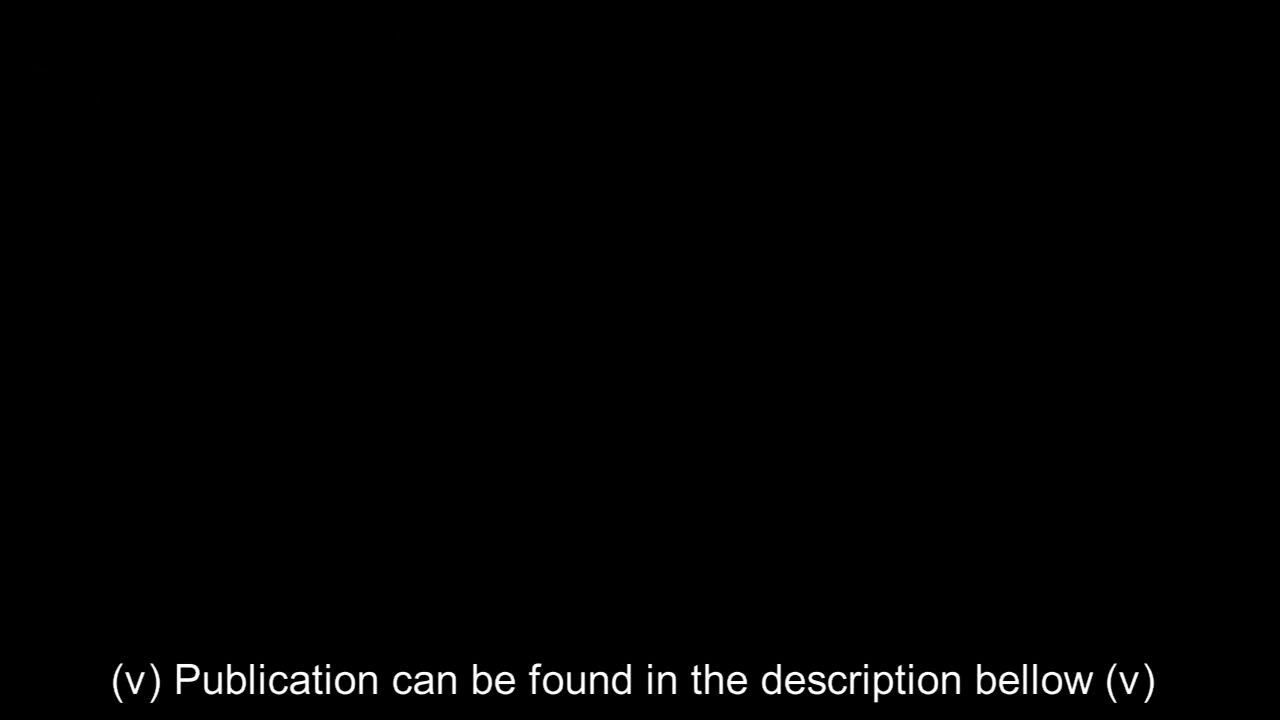 (v) Publication can be found in the description bellow (v)